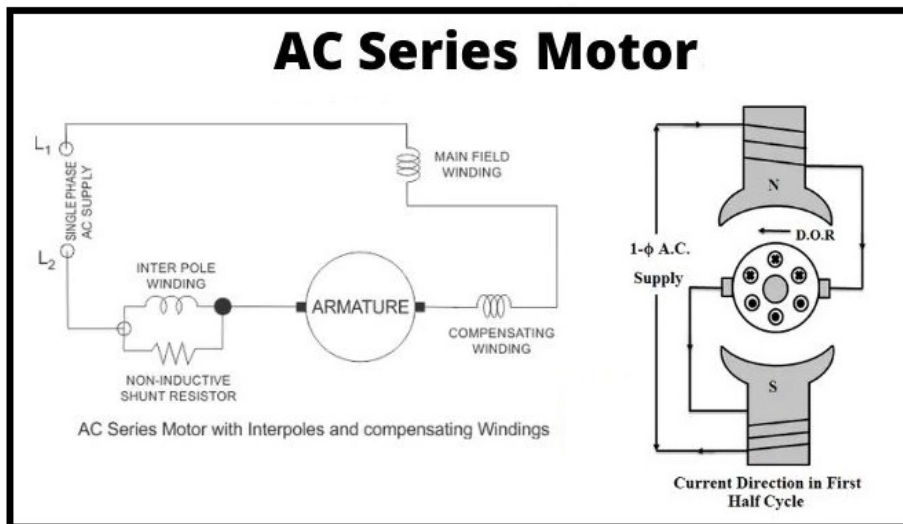 AC Series Motor
L1
SINGLE PHASE
AC SUPPLY
L2
MAIN FIELD
WINDING
INTER POLE
WINDING
ARMATURE
COMPENSATING
WINDING
NON-INDUCTIVE
SHUNT RESISTOR
AC Series Motor with Interpoles and compensating Windings
N
D.O.R
1-ϕ A.C.
Supply
S
Current Direction in First
Half Cycle